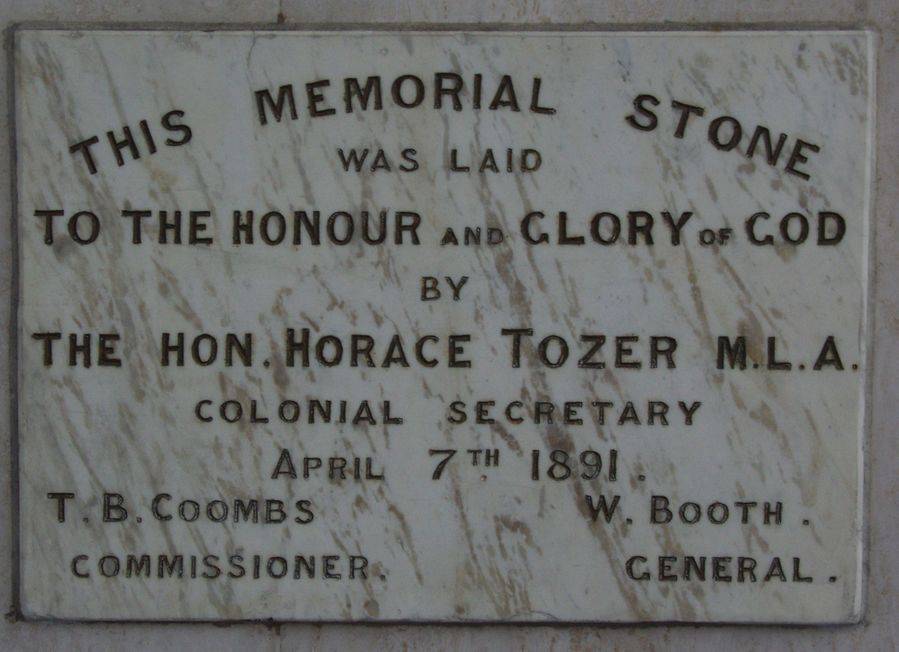 THIS MEMORIAL STONE
WAS LAID
TO THE HONOUR AND GLORY OF GOD
BY
THE HON. HORACE TOZER M.L.A.
COLONIAL SECRETARY
APRIL 7TH 1891.
T. B. COOMBS W. BOOTH.
COMMISSIONER. GENERAL.